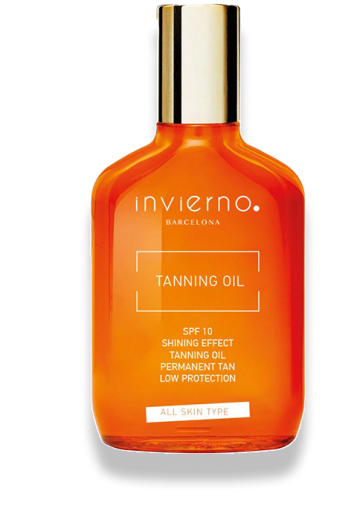 invierno.
BARCELONA
TANNING OIL
SPF 10
SHINING EFFECT
TANNING OIL
PERMANENT TAN
LOW PROTECTION
ALL SKIN TYPE